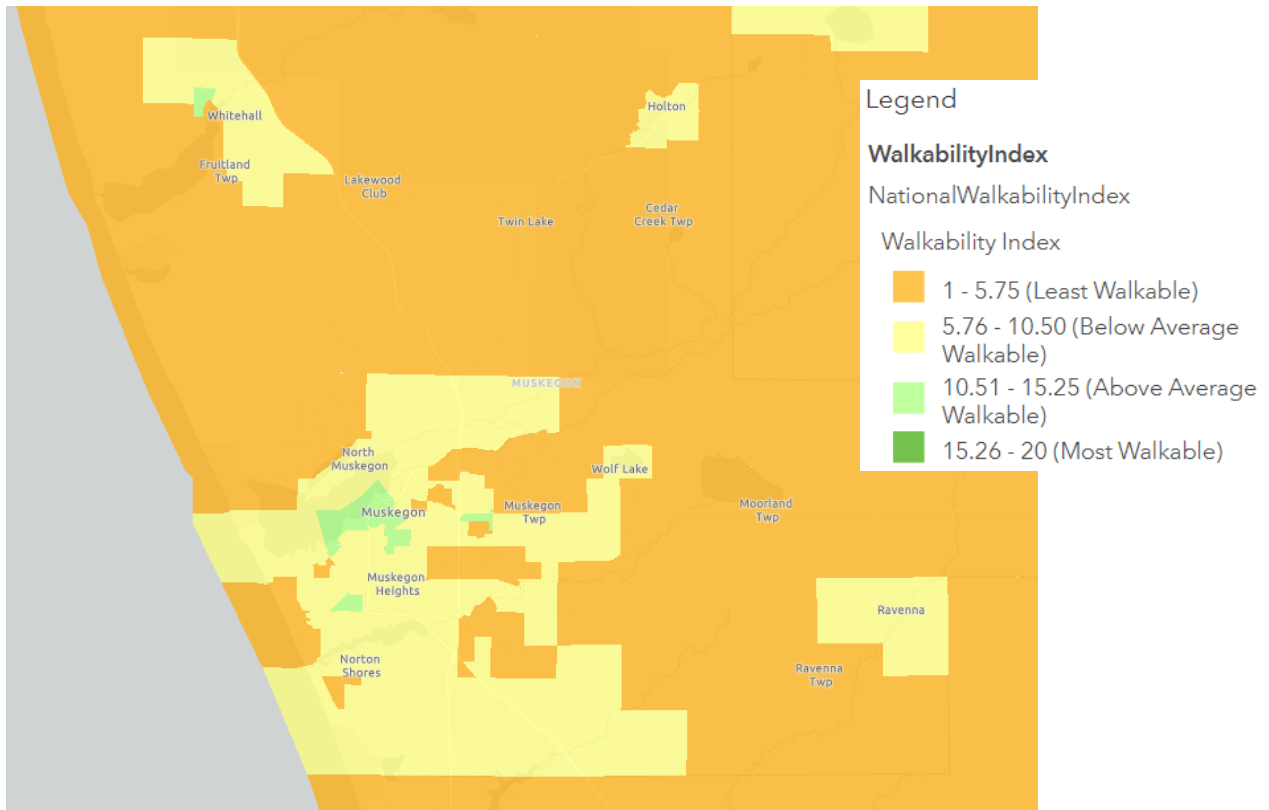 Whitehall
Fruitland
Twp
Lakewood
Club
Twin Lake
Holton
Cedar
Creek Twp
MUSKEGON
North
Muskegon
Muskegon
Wolf Lake
Muskegon
Twp
Moorland
Twp
Muskegon
Heights
Norton
Shores
Ravenna
Ravenna
Twp
Legend
WalkabilityIndex
NationalWalkabilityIndex
Walkability Index
1 - 5.75 (Least Walkable)
5.76 - 10.50 (Below Average
Walkable)
10.51 - 15.25 (Above Average
Walkable)
15.26 - 20 (Most Walkable)